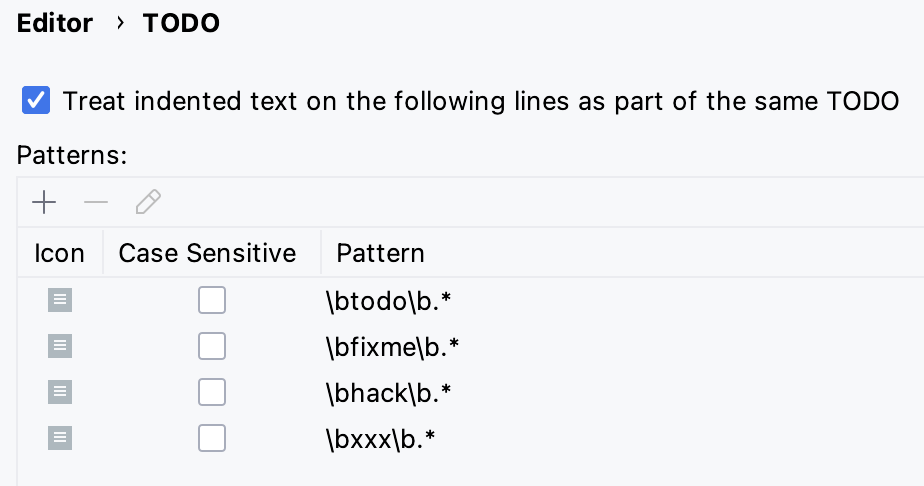 Editor › TODO
Treat indented text on the following lines as part of the same TODO
Patterns:
Icon Case Sensitive Pattern
\btodo\b.*
\bfixme\b.*
\bhack\b.*
\bxxx\b.*